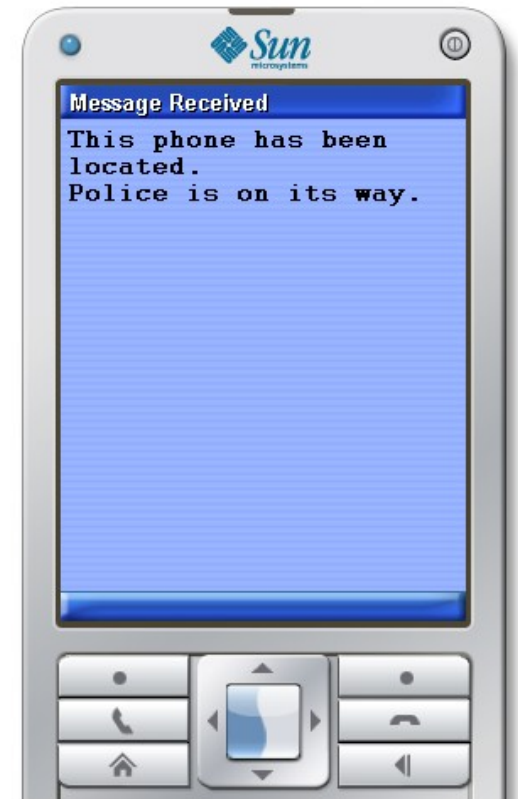 Sun
microsystems
Message Received
This phone has been
located.
Police is on its way.